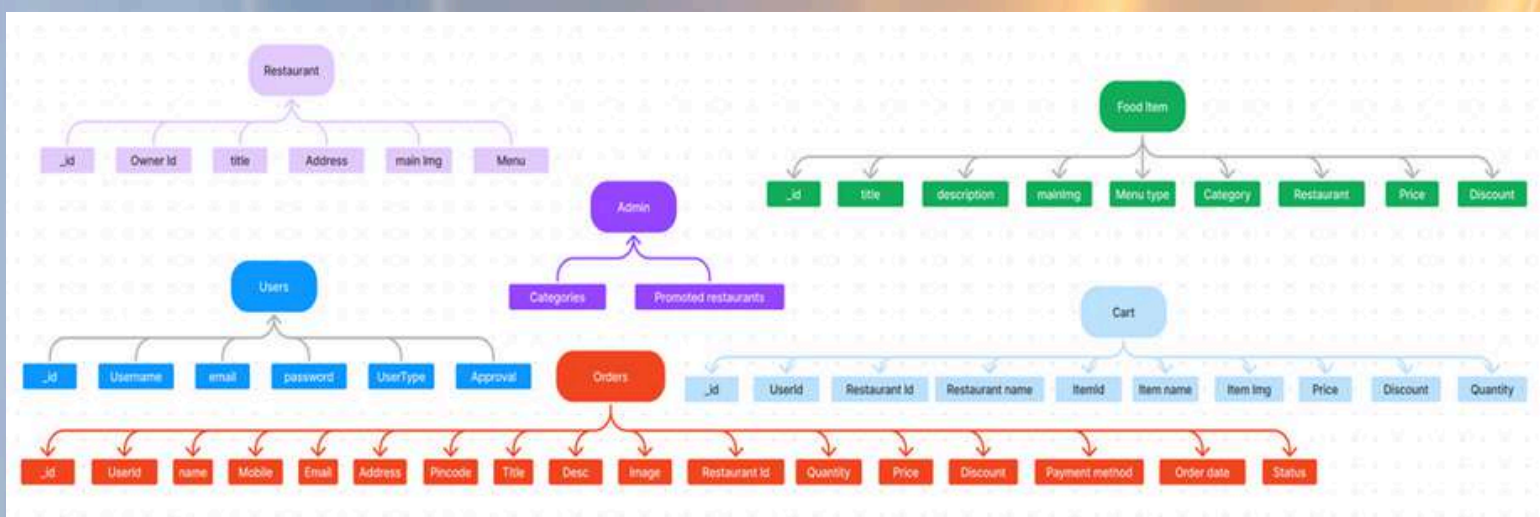 Restaurant
_id Owner Id title Address main Img Menu
Food Item
_id title description mainImg Menu type Category Restaurant Price Discount
Admin
Categories Promoted restaurants
Users
_id Username email password UserType Approval
Cart
_id UserId Restaurant Id Restaurant name ItemId Item name Item Img Price Discount Quantity
Orders
_id UserId name Mobile Email Address Pincode Title Desc Image Restaurant Id Quantity Price Discount Payment method Order date Status